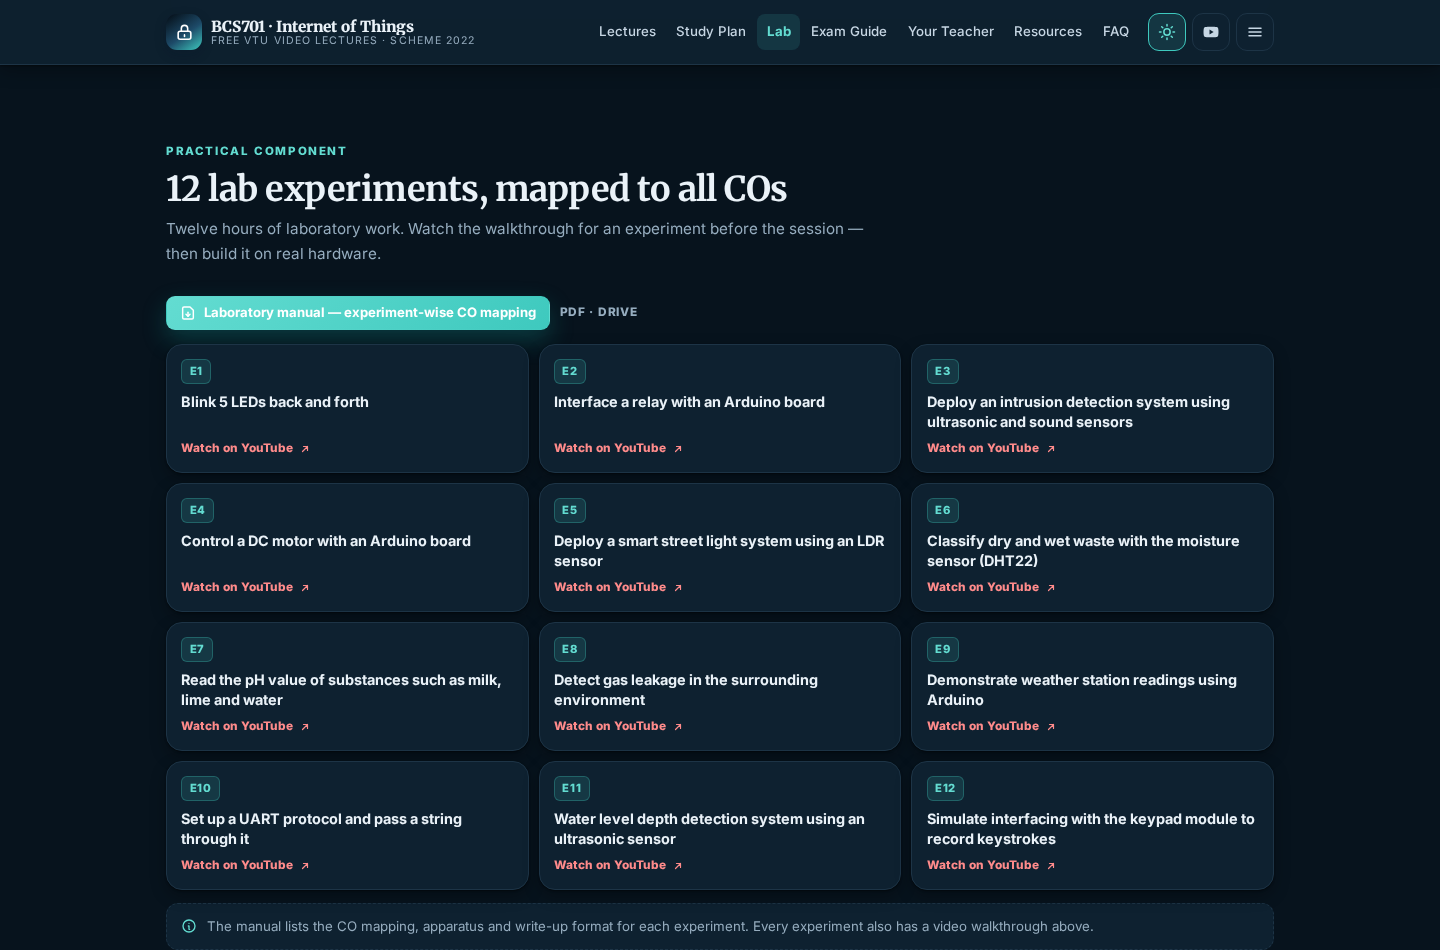 BCS701 · Internet of Things
FREE VTU VIDEO LECTURES · SCHEME 2022
Lectures
Study Plan
Lab
Exam Guide
Your Teacher
Resources
FAQ
PRACTICAL COMPONENT
12 lab experiments, mapped to all COs
Twelve hours of laboratory work. Watch the walkthrough for an experiment before the session —
then build it on real hardware.
Laboratory manual — experiment-wise CO mapping
PDF · DRIVE
E1
Blink 5 LEDs back and forth
Watch on YouTube
E2
Interface a relay with an Arduino board
Watch on YouTube
E3
Deploy an intrusion detection system using
ultrasonic and sound sensors
Watch on YouTube
E4
Control a DC motor with an Arduino board
Watch on YouTube
E5
Deploy a smart street light system using an LDR
sensor
Watch on YouTube
E6
Classify dry and wet waste with the moisture
sensor (DHT22)
Watch on YouTube
E7
Read the pH value of substances such as milk,
lime and water
Watch on YouTube
E8
Detect gas leakage in the surrounding
environment
Watch on YouTube
E9
Demonstrate weather station readings using
Arduino
Watch on YouTube
E10
Set up a UART protocol and pass a string
through it
Watch on YouTube
E11
Water level depth detection system using an
ultrasonic sensor
Watch on YouTube
E12
Simulate interfacing with the keypad module to
record keystrokes
Watch on YouTube
The manual lists the CO mapping, apparatus and write-up format for each experiment. Every experiment also has a video walkthrough above.